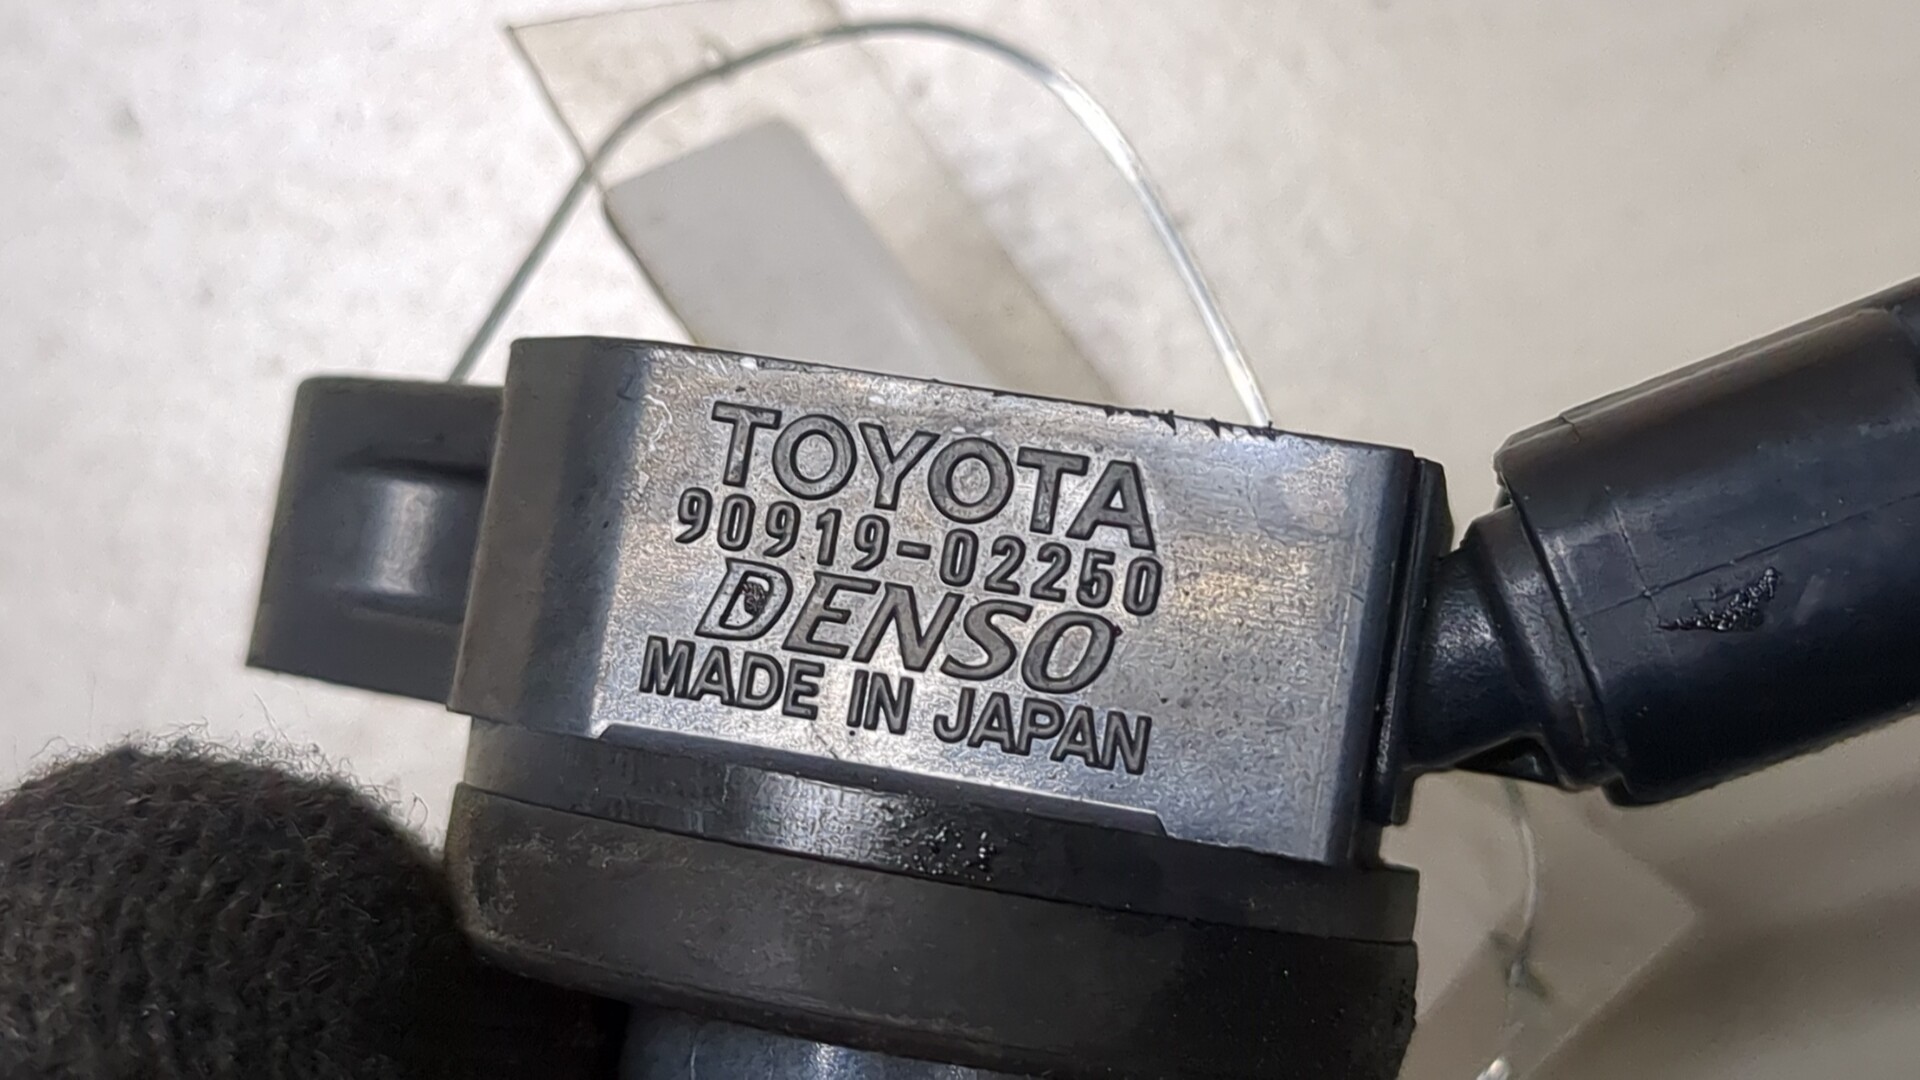 TOYOTA
90919-02250
DENSO
MADE IN JAPAN